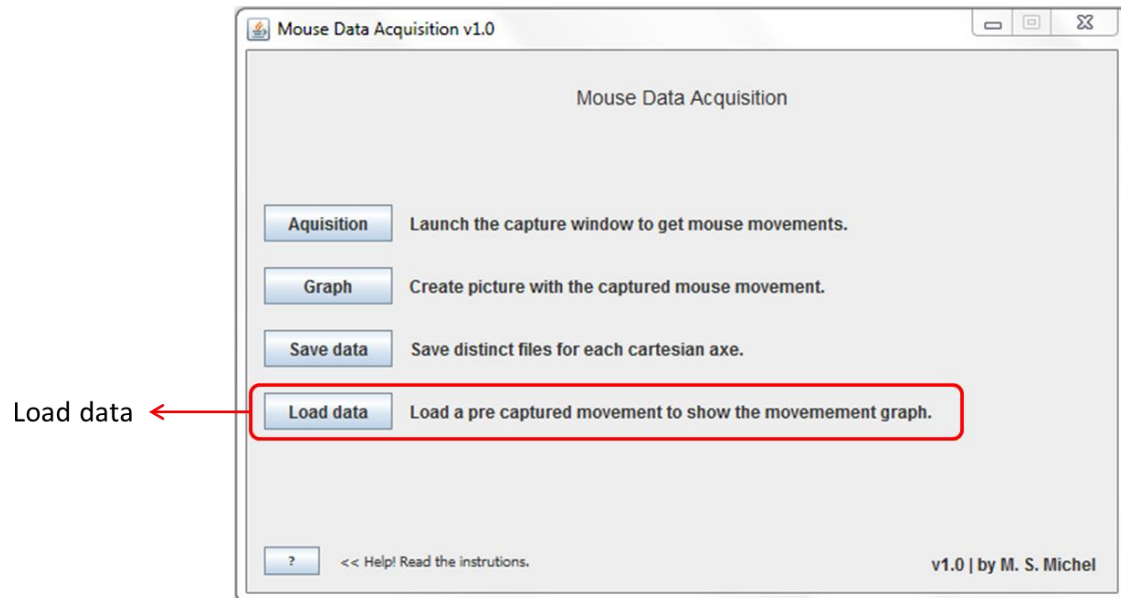 Mouse Data Acquisition v1.0
Mouse Data Acquisition
Aquisition Launch the capture window to get mouse movements.
Graph Create picture with the captured mouse movement.
Save data Save distinct files for each cartesian axe.
Load data Load data Load a pre captured movement to show the movemement graph.
? << Help! Read the instrutions.
v1.0 | by M. S. Michel